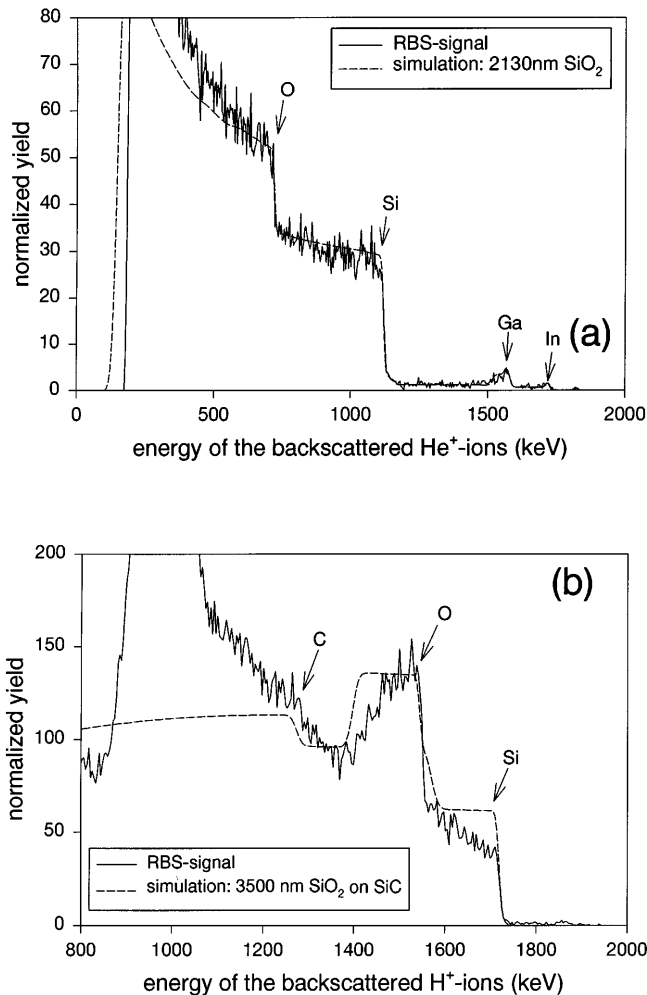 80
70
60
50
40
30
20
10
0
normalized yield
RBS-signal
simulation: 2130nm SiO₂
O
Si
Ga
In
(a)
0
500
1000
1500
2000
energy of the backscattered He⁺-ions (keV)
200
150
100
50
0
normalized yield
(b)
C
O
Si
RBS-signal
simulation: 3500 nm SiO₂ on SiC
800
1000
1200
1400
1600
1800
2000
energy of the backscattered H⁺-ions (keV)